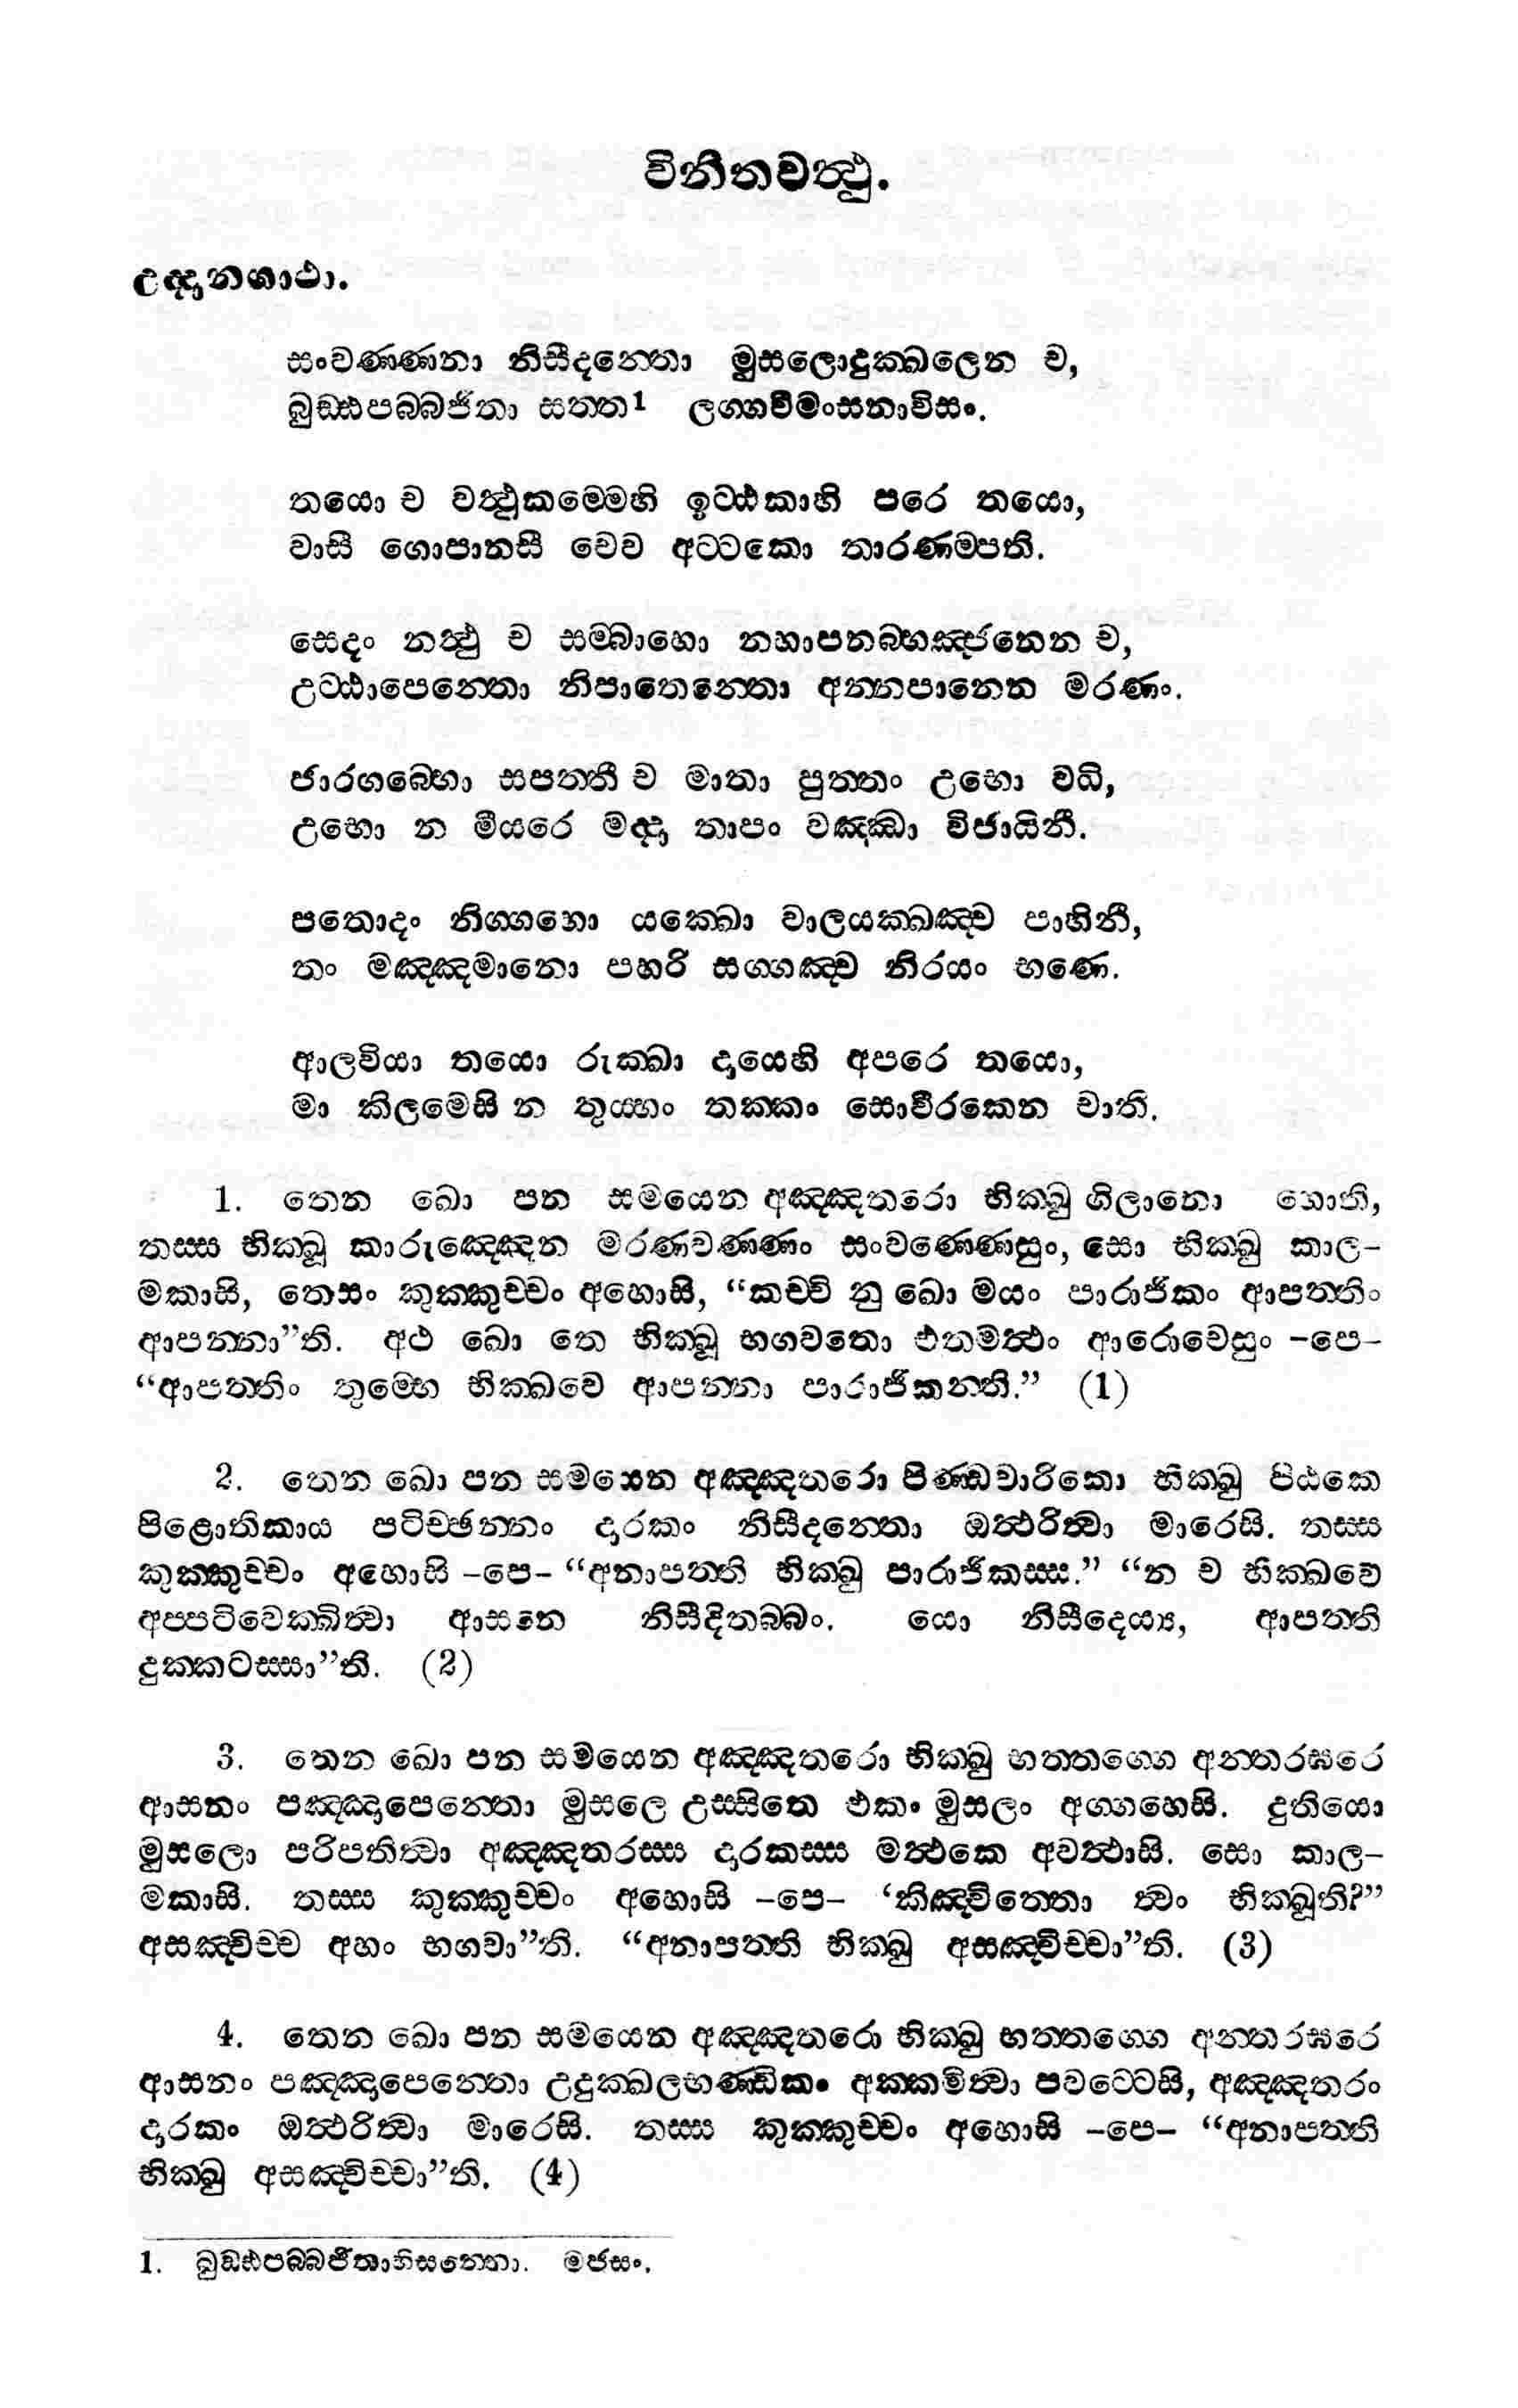 විනීතවත්ථු.
උද්දානගාථා.
සංවණ්ණනා නිසීදන්තො මුසලොදුක්ඛලෙන ච,
බුඩ්ඪපබ්බජිතා සත්ත1 ලග්ගවීමංසනාවිසං.
තයො ච වත්ථුකම්මෙහි ඉට්ඨකාහි පරෙ තයො,
වාසී ගොපානසී චෙව අට්ටකො තාරණම්පති.
සෙදං නත්ථු ච සම්බාහො නහාපනබ්භඤ්ජනෙන ච,
උට්ඨාපෙන්තො නිපාතෙන්තො අන්නපානෙන මරණං.
ජාරගබ්භො සපත්තී ච මාතා පුත්තං උභො වධි,
උභො න මීයරෙ මද්දා තාපං වඤ්ඣා විජායිනී.
පතොදං නිග්ගහො යක්ඛො වාලයක්ඛඤ්ච පාහිනී,
තං මඤ්ඤමානො පහරි සග්ගඤ්ච නිරයං භණෙ.
ආලවියා තයො රුක්ඛා දායෙහි අපරෙ තයො,
මා කිලමෙසි න තුය්හං තක්කං සොවීරකෙන චාති.
1. තෙන ඛො පන සමයෙන අඤ්ඤතරො භික්ඛු ගිලානො හොති,
තස්ස භික්ඛූ කාරුඤ්ඤෙන මරණවණ්ණං සංවණ්ණෙසුං, සො භික්ඛු කාල-
මකාසි, තෙසං කුක්කුච්චං අහොසි, “කච්චි නු ඛො මයං පාරාජිකං ආපත්තිං
ආපන්නා”ති. අථ ඛො තෙ භික්ඛූ භගවතො එතමත්ථං ආරොචෙසුං -පෙ-
“ආපත්තිං තුම්හෙ භික්ඛවෙ ආපන්නා පාරාජිකන්ති.” (1)
2. තෙන ඛො පන සමයෙන අඤ්ඤතරො පිණ්ඩචාරිකො භික්ඛු පිඨකෙ
පිළොතිකාය පටිච්ඡන්නං දාරකං නිසීදන්තො ඔත්ථරිත්වා මාරෙසි. තස්ස
කුක්කුච්චං අහොසි -පෙ- “අනාපත්ති භික්ඛු පාරාජිකස්ස.” “න ච භික්ඛවෙ
අප්පටිවෙක්ඛිත්වා ආසනෙ නිසීදිතබ්බං. යො නිසීදෙය්‍ය, ආපත්ති
දුක්කටස්සා”ති. (2)
3. තෙන ඛො පන සමයෙන අඤ්ඤතරො භික්ඛු භත්තග්ගෙ අන්තරඝරෙ
ආසනං පඤ්ඤාපෙන්තො මුසලෙ උස්සිතෙ එකං මුසලං අග්ගහෙසි. දුතියො
මුසලො පරිපතිත්වා අඤ්ඤතරස්ස දාරකස්ස මත්ථකෙ අවත්ථාසි. සො කාල-
මකාසි. තස්ස කුක්කුච්චං අහොසි -පෙ- ‘කිඤ්චිත්තො ත්වං භික්ඛූති?”
අසඤ්චිච්ච අහං භගවා”ති. “අනාපත්ති භික්ඛු අසඤ්චිච්චා”ති. (3)
4. තෙන ඛො පන සමයෙන අඤ්ඤතරො භික්ඛු භත්තග්ගෙ අන්තරඝරෙ
ආසනං පඤ්ඤාපෙන්තො උදුක්ඛලභණ්ඩිකං අක්කමිත්වා පවට්ටෙසි, අඤ්ඤතරං
දාරකං ඔත්ථරිත්වා මාරෙසි. තස්ස කුක්කුච්චං අහොසි -පෙ- “අනාපත්ති
භික්ඛු අසඤ්චිච්චා”ති. (4)
1. බුඩ්ඪපබ්බජිතාභිසන්තො. මජසං.